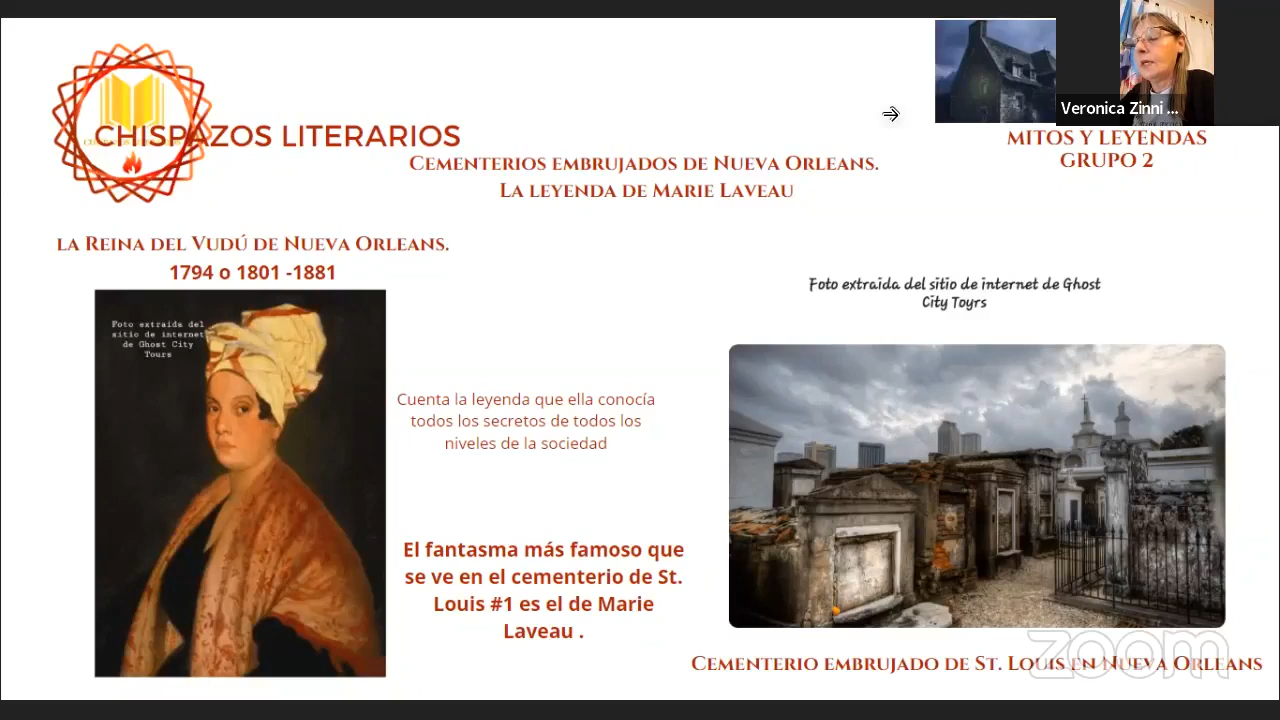 Veronica Zinni ...
CHISPAZOS LITERARIOS
MITOS Y LEYENDAS
GRUPO 2
Cementerios embrujados de Nueva Orleans.
La leyenda de Marie Laveau
la Reina del Vudú de Nueva Orleans.
1794 o 1801 -1881
Foto extraida del
sitio de internet
de Ghost City
Tours
Foto extraida del sitio de internet de Ghost
City Toyrs
Cuenta la leyenda que ella conocía
todos los secretos de todos los
niveles de la sociedad
El fantasma más famoso que
se ve en el cementerio de St.
Louis #1 es el de Marie
Laveau .
Cementerio embrujado de St. Louis en Nueva Orleans
zoom